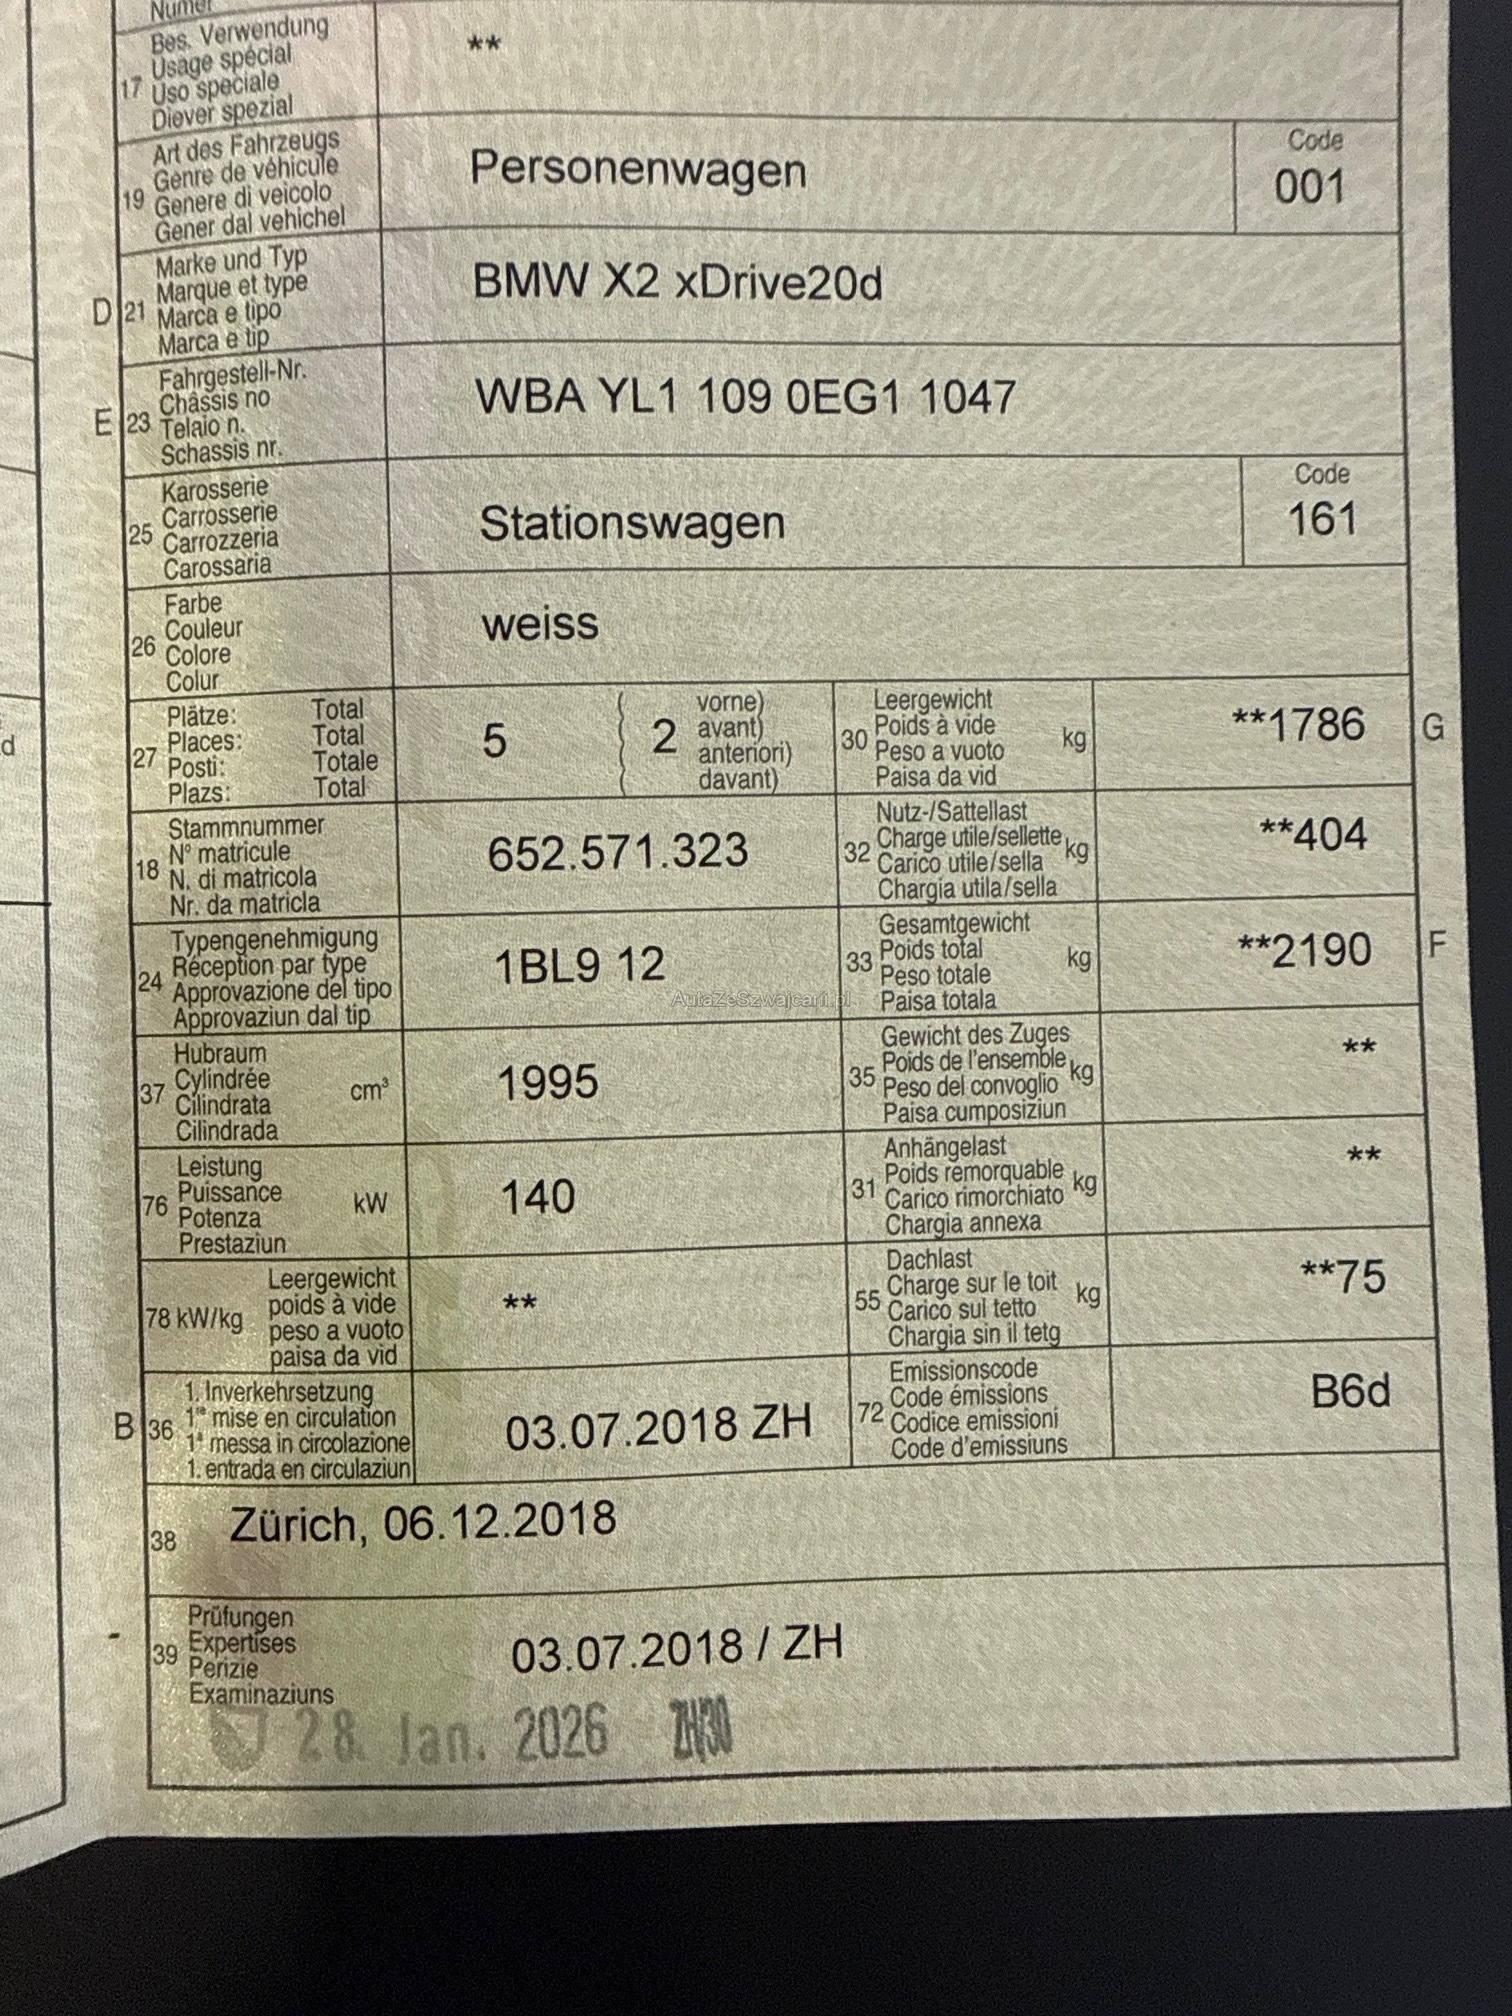 Numer
17
Bes. Verwendung
Usage spécial
Uso speciale
Diever spezial
**
19
Art des Fahrzeugs
Genre de véhicule
Genere di veicolo
Gener dal vehichel
Personenwagen
Code
001
D
21
Marke und Typ
Marque et type
Marca e tipo
Marca e tip
BMW X2 xDrive20d
E
23
Fahrgestell-Nr.
Châssis no
Telaio n.
Schassis nr.
WBA YL1 109 0EG1 1047
25
Karosserie
Carrosserie
Carrozzeria
Carossaria
Stationswagen
Code
161
26
Farbe
Couleur
Colore
Colur
weiss
27
Plätze: Total
Places: Total
Posti: Totale
Plazs: Total
5
( 2 vorne)
avant)
anteriori)
( davant)
30
Leergewicht
Poids à vide
Peso a vuoto
Paisa da vid
kg
**1786
G
d
18
Stammnummer
N° matricule
N. di matricola
Nr. da matricla
652.571.323
32
Nutz-/Sattellast
Charge utile/sellette
Carico utile/sella
Chargia utila/sella
kg
**404
24
Typengenehmigung
Réception par type
Approvazione del tipo
Approvaziun dal tip
1BL9 12
33
Gesamtgewicht
Poids total
Peso totale
Paisa totala
kg
**2190
F
AutaZeSzwajcarii.pl
37
Hubraum
Cylindrée
Cilindrata
Cilindrada
cm³
1995
35
Gewicht des Zuges
Poids de l'ensemble
Peso del convoglio
Paisa cumposiziun
kg
**
76
Leistung
Puissance
Potenza
Prestaziun
kW
140
31
Anhängelast
Poids remorquable
Carico rimorchiato
Chargia annexa
kg
**
78 kW/kg
Leergewicht
poids à vide
peso a vuoto
paisa da vid
**
55
Dachlast
Charge sur le toit
Carico sul tetto
Chargia sin il tetg
kg
**75
B
36
1. Inverkehrsetzung
1re mise en circulation
1a messa in circolazione
1. entrada en circulaziun
03.07.2018 ZH
72
Emissionscode
Code émissions
Codice emissioni
Code d'emissiuns
B6d
38
Zürich, 06.12.2018
39
Prüfungen
Expertises
Perizie
Examinaziuns
03.07.2018 / ZH
28. Jan. 2026 ZH/30